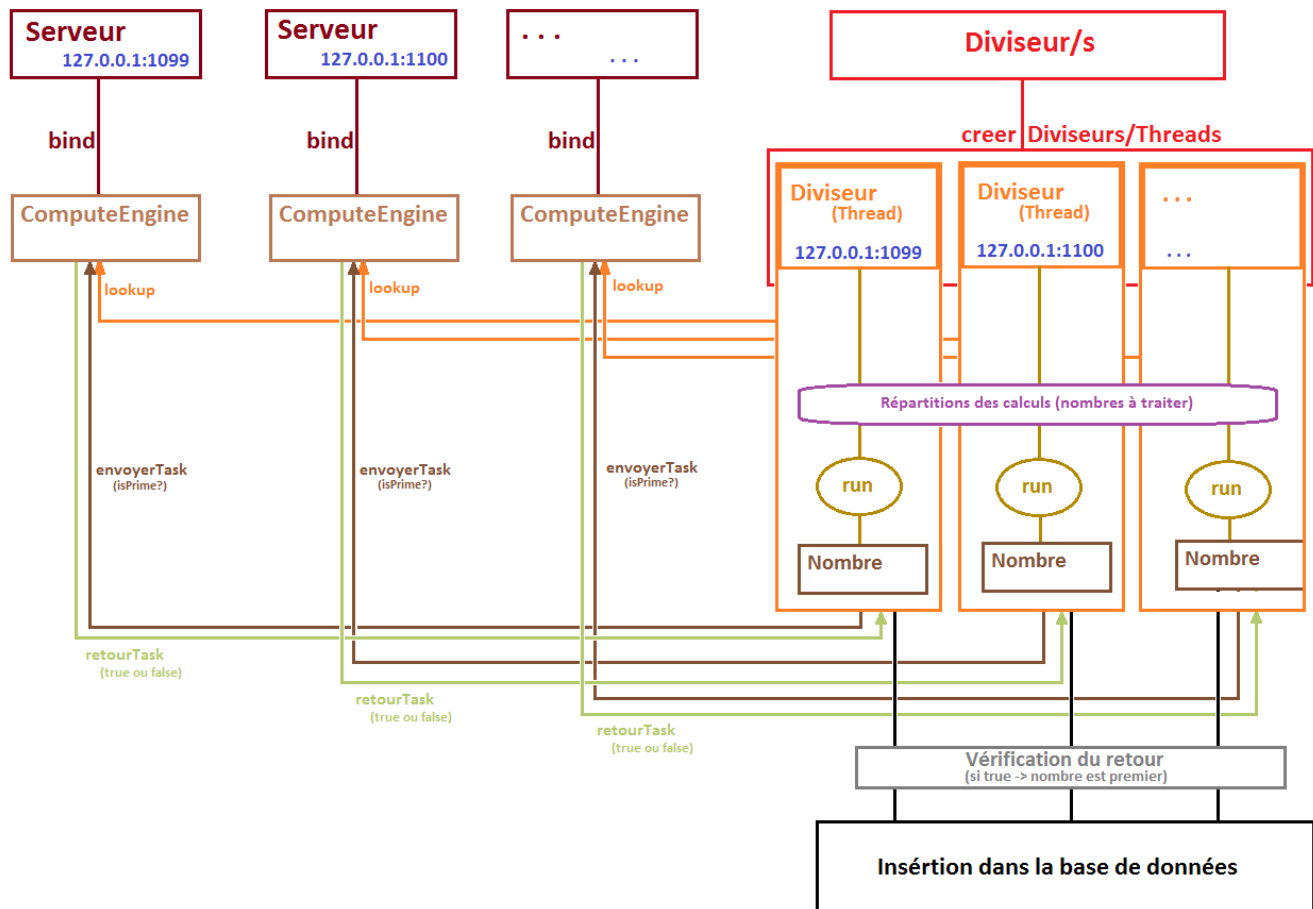 Serveur
127.0.0.1:1099
Serveur
127.0.0.1:1100
. . .
. . .
Diviseur/s
bind
bind
bind
creer Diviseurs/Threads
ComputeEngine
ComputeEngine
ComputeEngine
Diviseur
(Thread)
127.0.0.1:1099
Diviseur
(Thread)
127.0.0.1:1100
. . .
. . .
lookup
lookup
lookup
Répartitions des calculs (nombres à traiter)
envoyerTask
(isPrime?)
envoyerTask
(isPrime?)
envoyerTask
(isPrime?)
run
run
run
Nombre
Nombre
Nombre
retourTask
(true ou false)
retourTask
(true ou false)
retourTask
(true ou false)
Vérification du retour
(si true -> nombre est premier)
Insértion dans la base de données